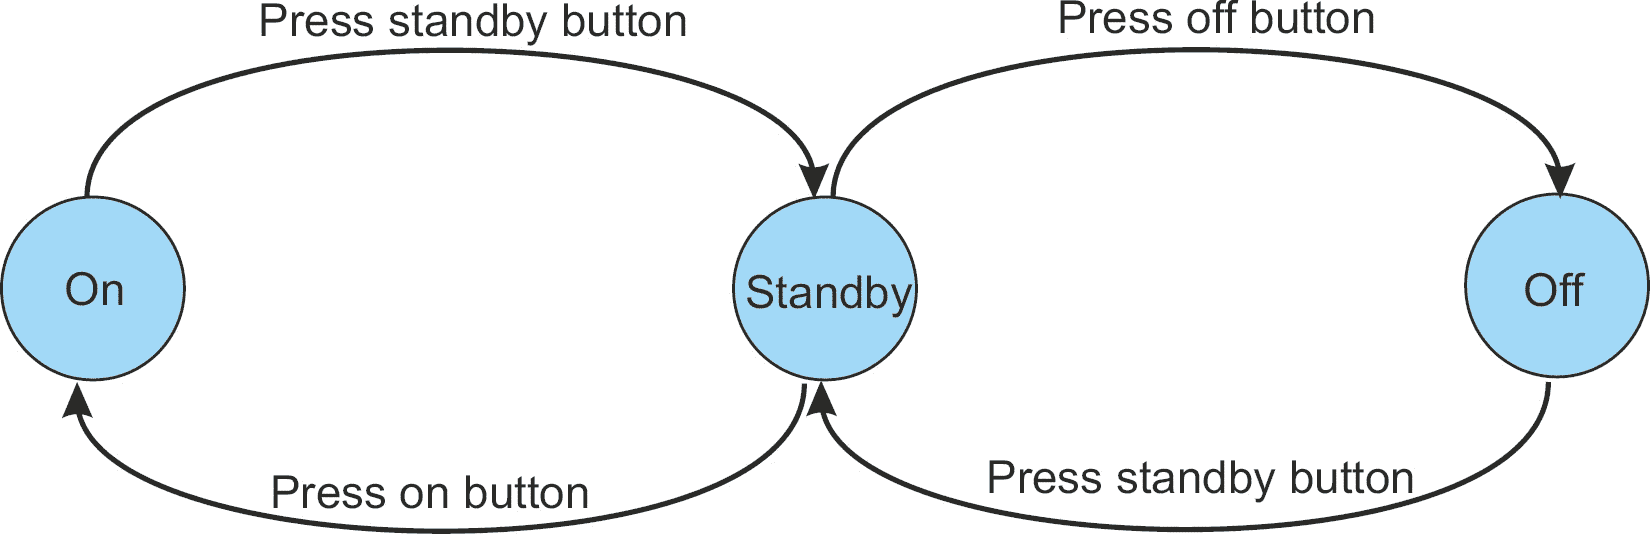 Press standby button
Press off button
On
Standby
Off
Press on button
Press standby button